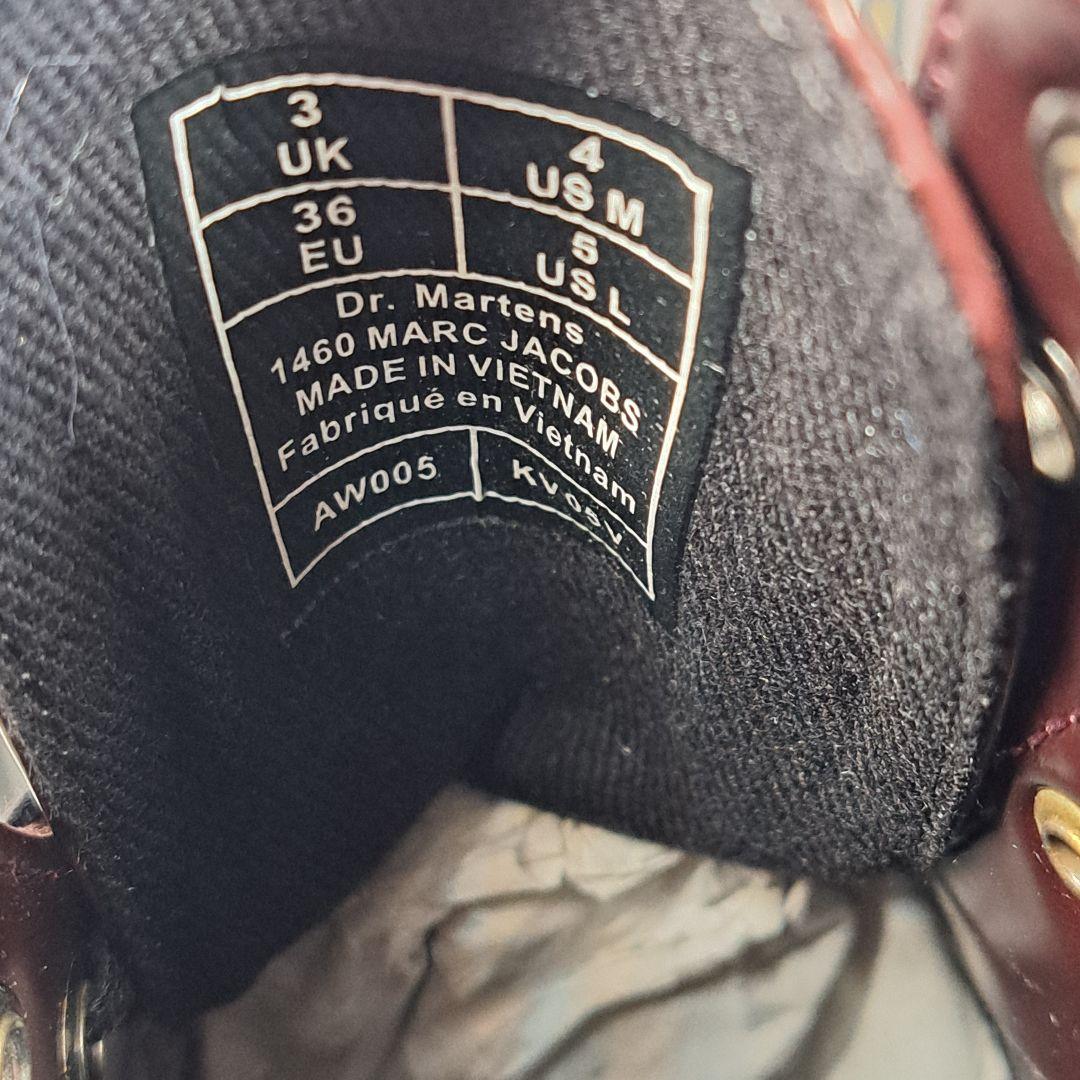 3
UK
4
US M
36
EU
5
US L
Dr. Martens
1460 MARC JACOBS
MADE IN VIETNAM
Fabriqué en Vietnam
AW005
KV05V